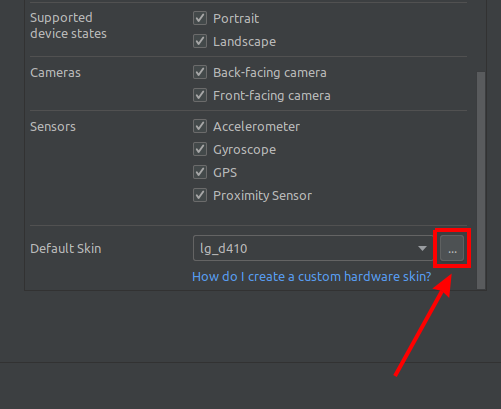 Supported
device states
Portrait
Landscape
Cameras
Back-facing camera
Front-facing camera
Sensors
Accelerometer
Gyroscope
GPS
Proximity Sensor
Default Skin
lg_d410
...
How do I create a custom hardware skin?